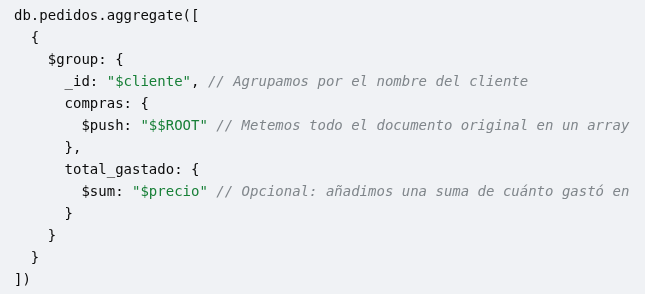 db.pedidos.aggregate([
  {
    $group: {
      _id: "$cliente", // Agrupamos por el nombre del cliente
      compras: {
        $push: "$$ROOT" // Metemos todo el documento original en un array
      },
      total_gastado: {
        $sum: "$precio" // Opcional: añadimos una suma de cuánto gastó en
      }
    }
  }
])